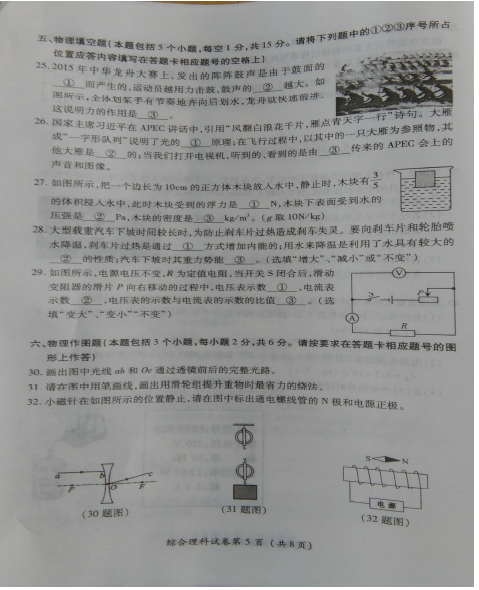 五、物理填空题(本题包括5个小题,每空1分,共15分。请将下列题中的①②③序号所占
位置应答内容填写在答题卡相应题号的空格上)
25. 2015年中华龙舟大赛上,发出的阵阵鼓声是由于鼓面的
① 而产生的,运动员越用力击鼓,鼓声的 ② 越大。如
图所示,全体划桨手有节奏地齐向后划水,龙舟就快速前进,
这说明力的作用是 ③ 。
26. 国家主席习近平在APEC讲话中,引用“风翻白浪花千片,雁点青天字一行”诗句。大雁
成“一字形队列”说明了光的 ① 原理;在飞行过程中,以其中的一只大雁为参照物,其
他大雁是 ② 的;当我们打开电视机,听到的、看到的是由 ③ 传来的APEC会上的
声音和图像。
27. 如图所示,把一个边长为10cm的正方体木块放入水中,静止时,木块有3/5
的体积浸入水中,此时木块受到的浮力是 ① N,木块下表面受到水的
压强是 ② Pa,木块的密度是 ③ kg/m³。(g取10N/kg)
28. 大型载重汽车下坡时间较长时,为防止刹车片过热造成刹车失灵。要向刹车片和轮胎喷
水降温,刹车片过热是通过 ① 方式增加内能的;用水来降温是利用了水具有较大的
② 的性质;汽车下坡时其重力势能 ③ 。(选填“增大”、“减小”或“不变”)
29. 如图所示,电源电压不变,R为定值电阻,当开关S闭合后,滑动
变阻器的滑片P向右移动的过程中,电压表示数 ① ,电流表
示数 ② ,电压表的示数与电流表的示数的比值 ③ 。(选
填“变大”、“变小”“不变”)
V
S
P
A
R
六、物理作图题(本题包括3个小题,每小题2分,共6分。请按要求在答题卡相应题号的图
形上作答)
30. 画出图中光线ab和Oc通过透镜前后的完整光路。
31. 请在图中用笔画线,画出用滑轮组提升重物时最省力的绕法。
32. 小磁针在如图所示的位置静止,请在图中标出通电螺线管的N极和电源正极。
a b c
F O F
(30题图)
(31题图)
S N
电源
(32题图)
综合理科试卷第5页(共8页)